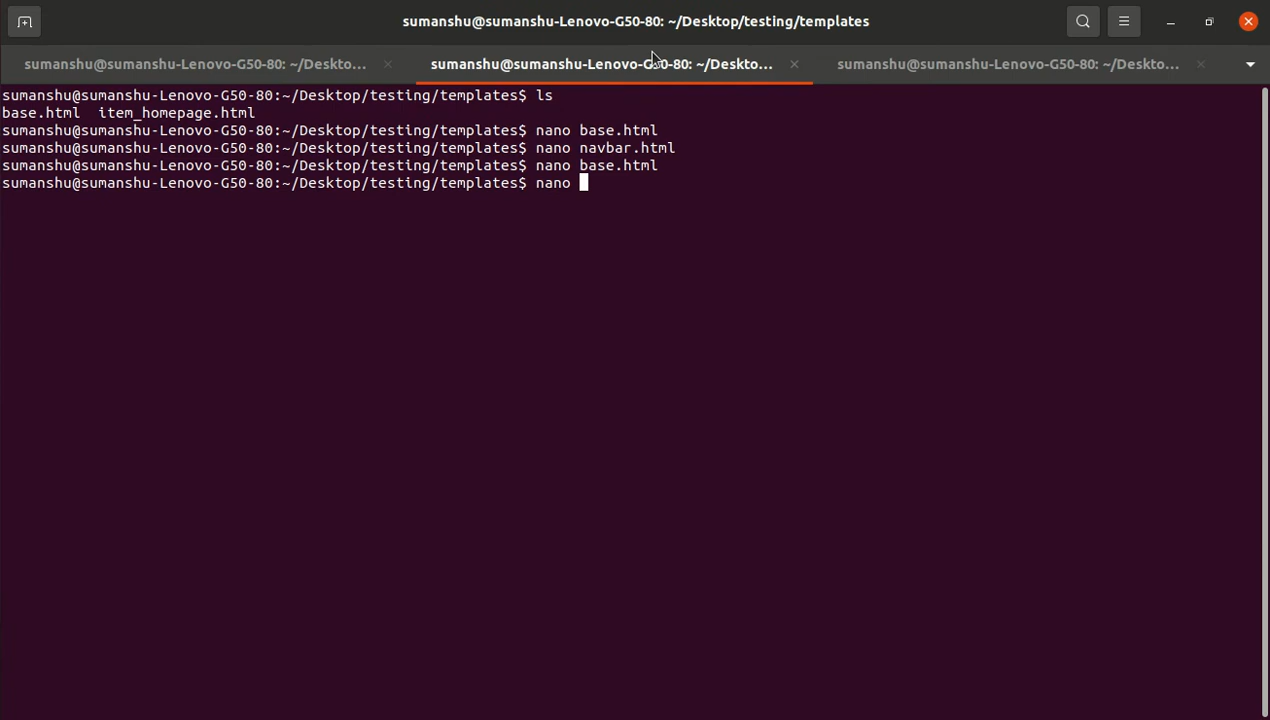 sumanshu@sumanshu-Lenovo-G50-80: ~/Desktop/testing/templates
sumanshu@sumanshu-Lenovo-G50-80: ~/Deskto... sumanshu@sumanshu-Lenovo-G50-80: ~/Deskto... sumanshu@sumanshu-Lenovo-G50-80: ~/Deskto...
sumanshu@sumanshu-Lenovo-G50-80:~/Desktop/testing/templates$ ls
base.html  item_homepage.html
sumanshu@sumanshu-Lenovo-G50-80:~/Desktop/testing/templates$ nano base.html
sumanshu@sumanshu-Lenovo-G50-80:~/Desktop/testing/templates$ nano navbar.html
sumanshu@sumanshu-Lenovo-G50-80:~/Desktop/testing/templates$ nano base.html
sumanshu@sumanshu-Lenovo-G50-80:~/Desktop/testing/templates$ nano